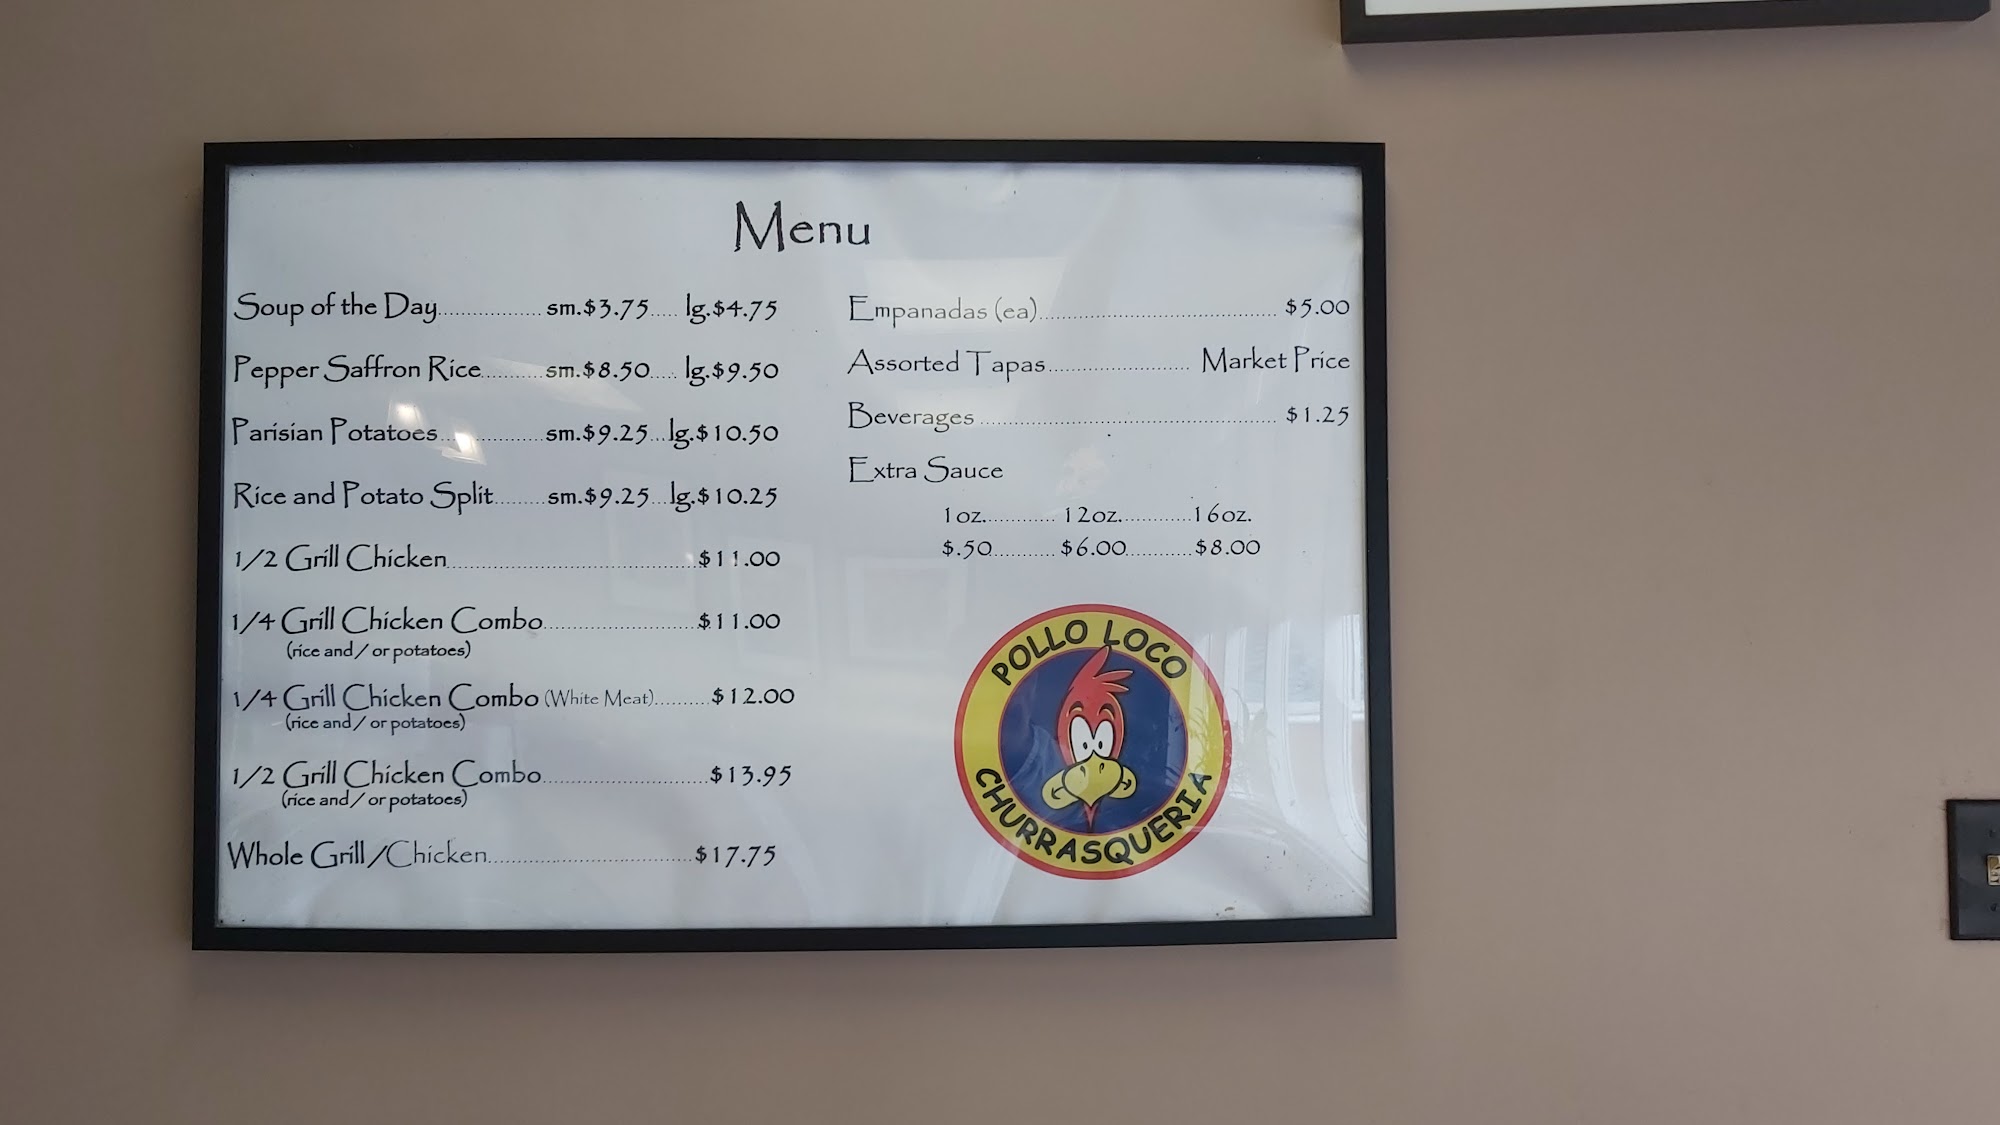 Menu
Soup of the Day.................... sm.$3.75..... lg.$4.75
Pepper Saffron Rice............ sm.$8.50..... lg.$9.50
Parisian Potatoes.................... sm.$9.25...lg.$10.50
Rice and Potato Split......... sm.$9.25...lg.$10.25
1/2 Grill Chicken................................................ $11.00
1/4 Grill Chicken Combo............................. $11.00
(rice and/or potatoes)
1/4 Grill Chicken Combo (White Meat).......... $12.00
(rice and/or potatoes)
1/2 Grill Chicken Combo............................... $13.95
(rice and/or potatoes)
Whole Grill/Chicken....................................... $17.75
Empanadas (ea)............................................. $5.00
Assorted Tapas........................... Market Price
Beverages........................................................ $1.25
Extra Sauce
1oz.............. 12oz.............16oz.
$.50............ $6.00............ $8.00
POLLO LOCO
CHURRASQUERIA